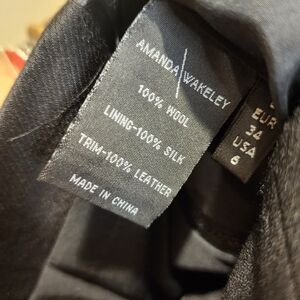 AMANDA WAKELEY
100% WOOL
LINING-100% SILK
TRIM-100% LEATHER
MADE IN CHINA
EUR
34
USA
6